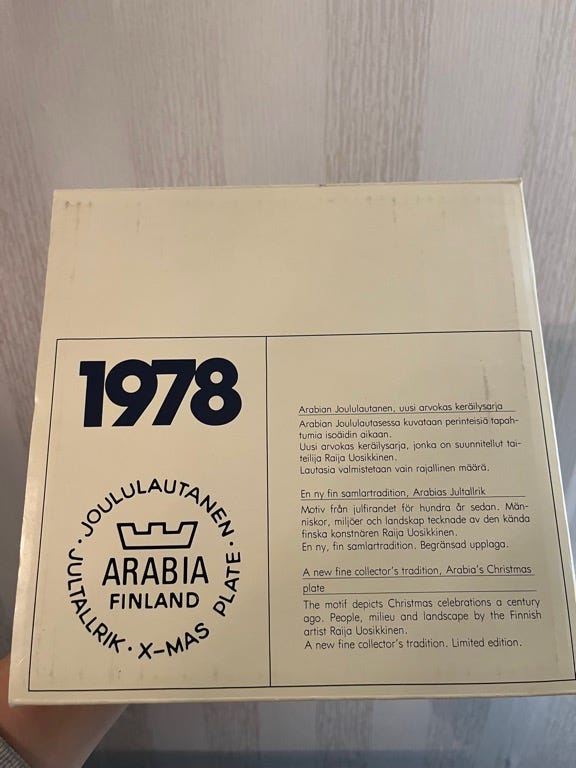 1978
JOULULAUTANEN · JULTALLRIK · X-MAS PLATE ·
ARABIA
FINLAND
Arabian Joululautanen, uusi arvokas keräilysarja
Arabian Joululautasessa kuvataan perinteisiä tapah-
tumia isoäidin aikaan.
Uusi arvokas keräilysarja, jonka on suunnitellut tai-
teilija Raija Uosikkinen.
Lautasia valmistetaan vain rajallinen määrä.
En ny fin samlartradition, Arabias Jultallrik
Motiv från julfirandet för hundra år sedan. Män-
niskor, miljöer och landskap tecknade av den kända
finska konstnären Raija Uosikkinen.
En ny, fin samlartradition. Begränsad upplaga.
A new fine collector's tradition, Arabia's Christmas
plate
The motif depicts Christmas celebrations a century
ago. People, milieu and landscape by the Finnish
artist Raija Uosikkinen.
A new fine collector's tradition. Limited edition.